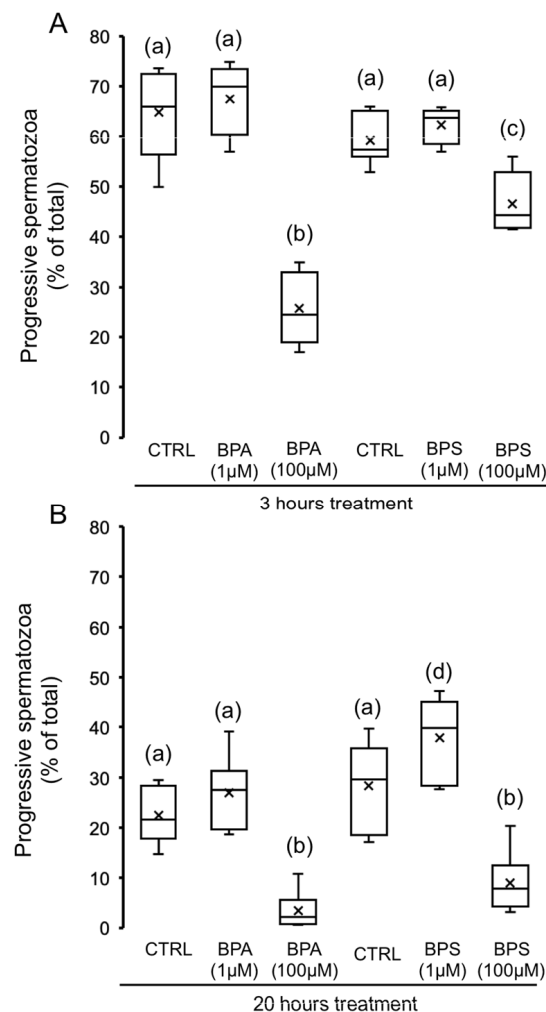 A
80
70
60
50
40
30
20
10
0
Progressive spermatozoa
(% of total)
(a)
(a)
(b)
(a)
(a)
(c)
CTRL
BPA
(1µM)
BPA
(100µM)
CTRL
BPS
(1µM)
BPS
(100µM)
3 hours treatment
B
80
70
60
50
40
30
20
10
0
Progressive spermatozoa
(% of total)
(a)
(a)
(b)
(a)
(d)
(b)
CTRL
BPA
(1µM)
BPA
(100µM)
CTRL
BPS
(1µM)
BPS
(100µM)
20 hours treatment